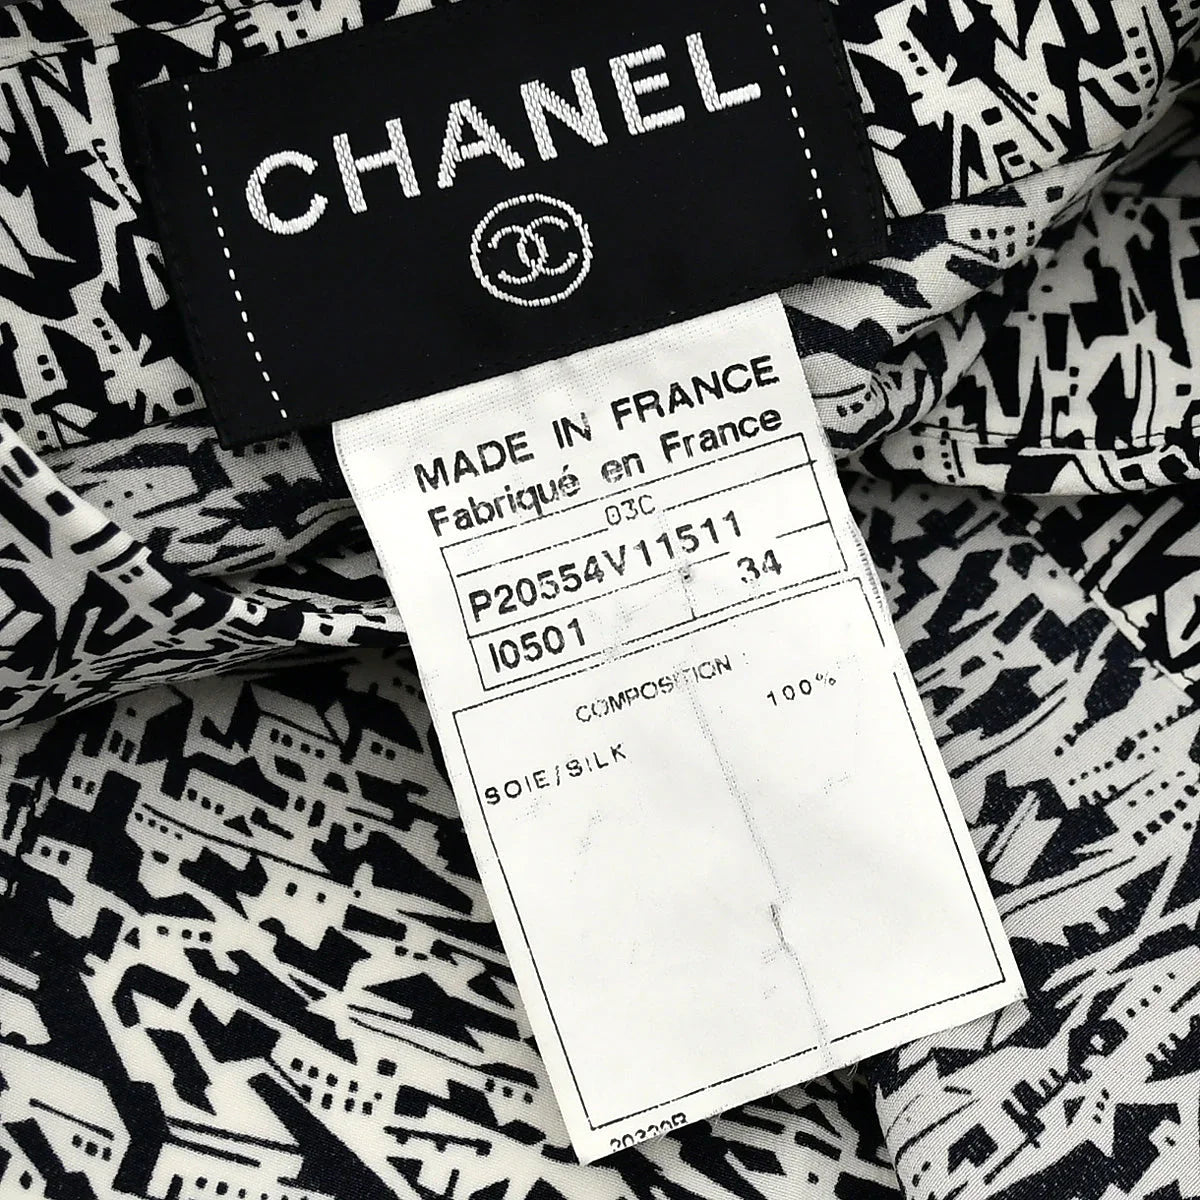 CHANEL
MADE IN FRANCE
Fabriqué en France
03C
P20554V11511
I0501 34
COMPOSITION :
100%
SOIE/SILK